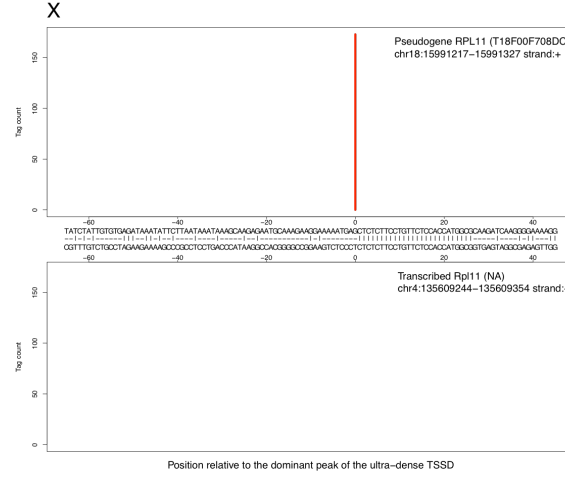 X
Pseudogene RPL11 (T18F00F708DC
chr18:15991217−15991327 strand:+
Tag count
150
100
50
0
−60 −40 −20 0 20 40
TATCTATTGTGTGAGATAAATATTCTTAATAAATAAAGCAAGAGAATGCAAAGAAGGAAAAATGAGCTCTCTTCCTGTTCTCCACCATGGCGCAAGATCAAGGGGAAAAGG
CGTTTGTCTGCCTAGAAGAAAAGCCCGCCTCCTGACCCATAAGGCCACGGGGCCGGAAGTCTCCCTCTCTCTTCCTGTTCTCCACCATGGCGGTGAGTAGGCGAGAGTTGG
−60 −40 −20 0 20 40
Transcribed Rpl11 (NA)
chr4:135609244−135609354 strand:
Tag count
150
100
50
0
Position relative to the dominant peak of the ultra−dense TSSD